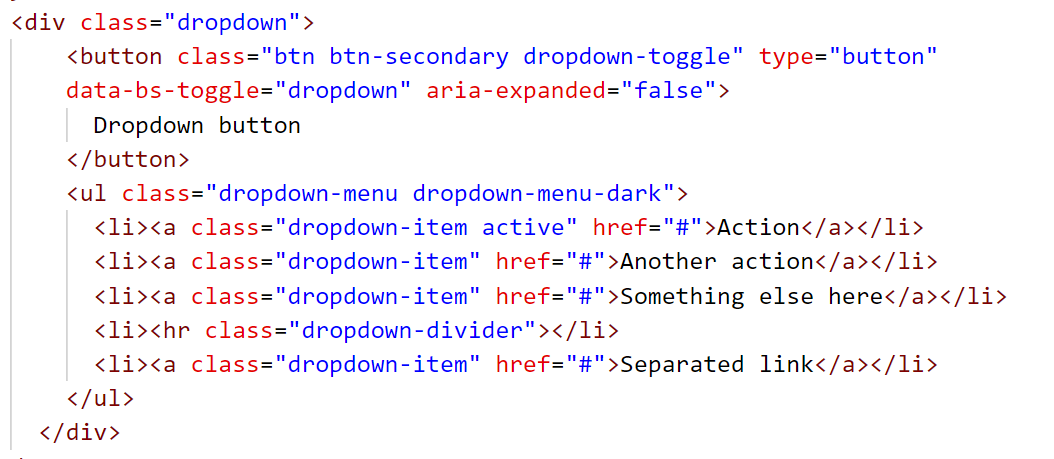 <div class="dropdown">
<button class="btn btn-secondary dropdown-toggle" type="button"
data-bs-toggle="dropdown" aria-expanded="false">
Dropdown button
</button>
<ul class="dropdown-menu dropdown-menu-dark">
<li><a class="dropdown-item active" href="#">Action</a></li>
<li><a class="dropdown-item" href="#">Another action</a></li>
<li><a class="dropdown-item" href="#">Something else here</a></li>
<li><hr class="dropdown-divider"></li>
<li><a class="dropdown-item" href="#">Separated link</a></li>
</ul>
</div>